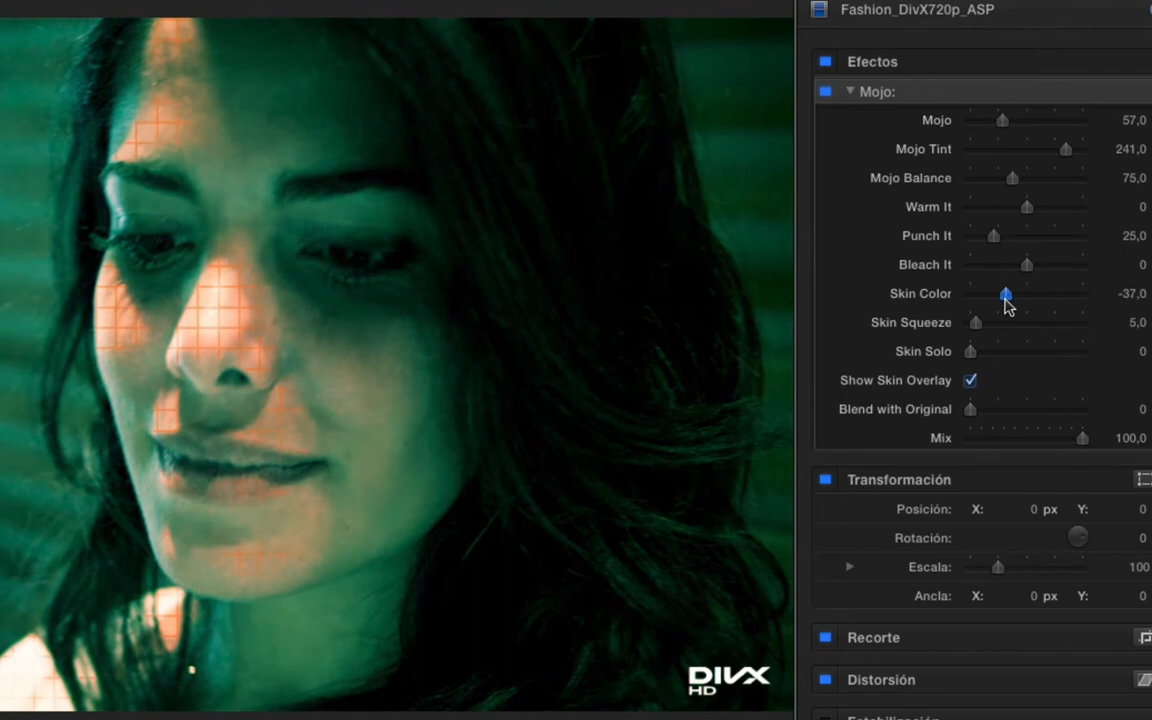 Fashion_DivX720p_ASP
Efectos
Mojo:
Mojo 57,0
Mojo Tint 241,0
Mojo Balance 75,0
Warm It 0
Punch It 25,0
Bleach It 0
Skin Color -37,0
Skin Squeeze 5,0
Skin Solo 0
Show Skin Overlay
Blend with Original 0
Mix 100,0
Transformación
Posición: X: 0 px Y: 0
Rotación: 0
Escala: 100
Ancla: X: 0 px Y: 0
Recorte
Distorsión
DIVX
HD